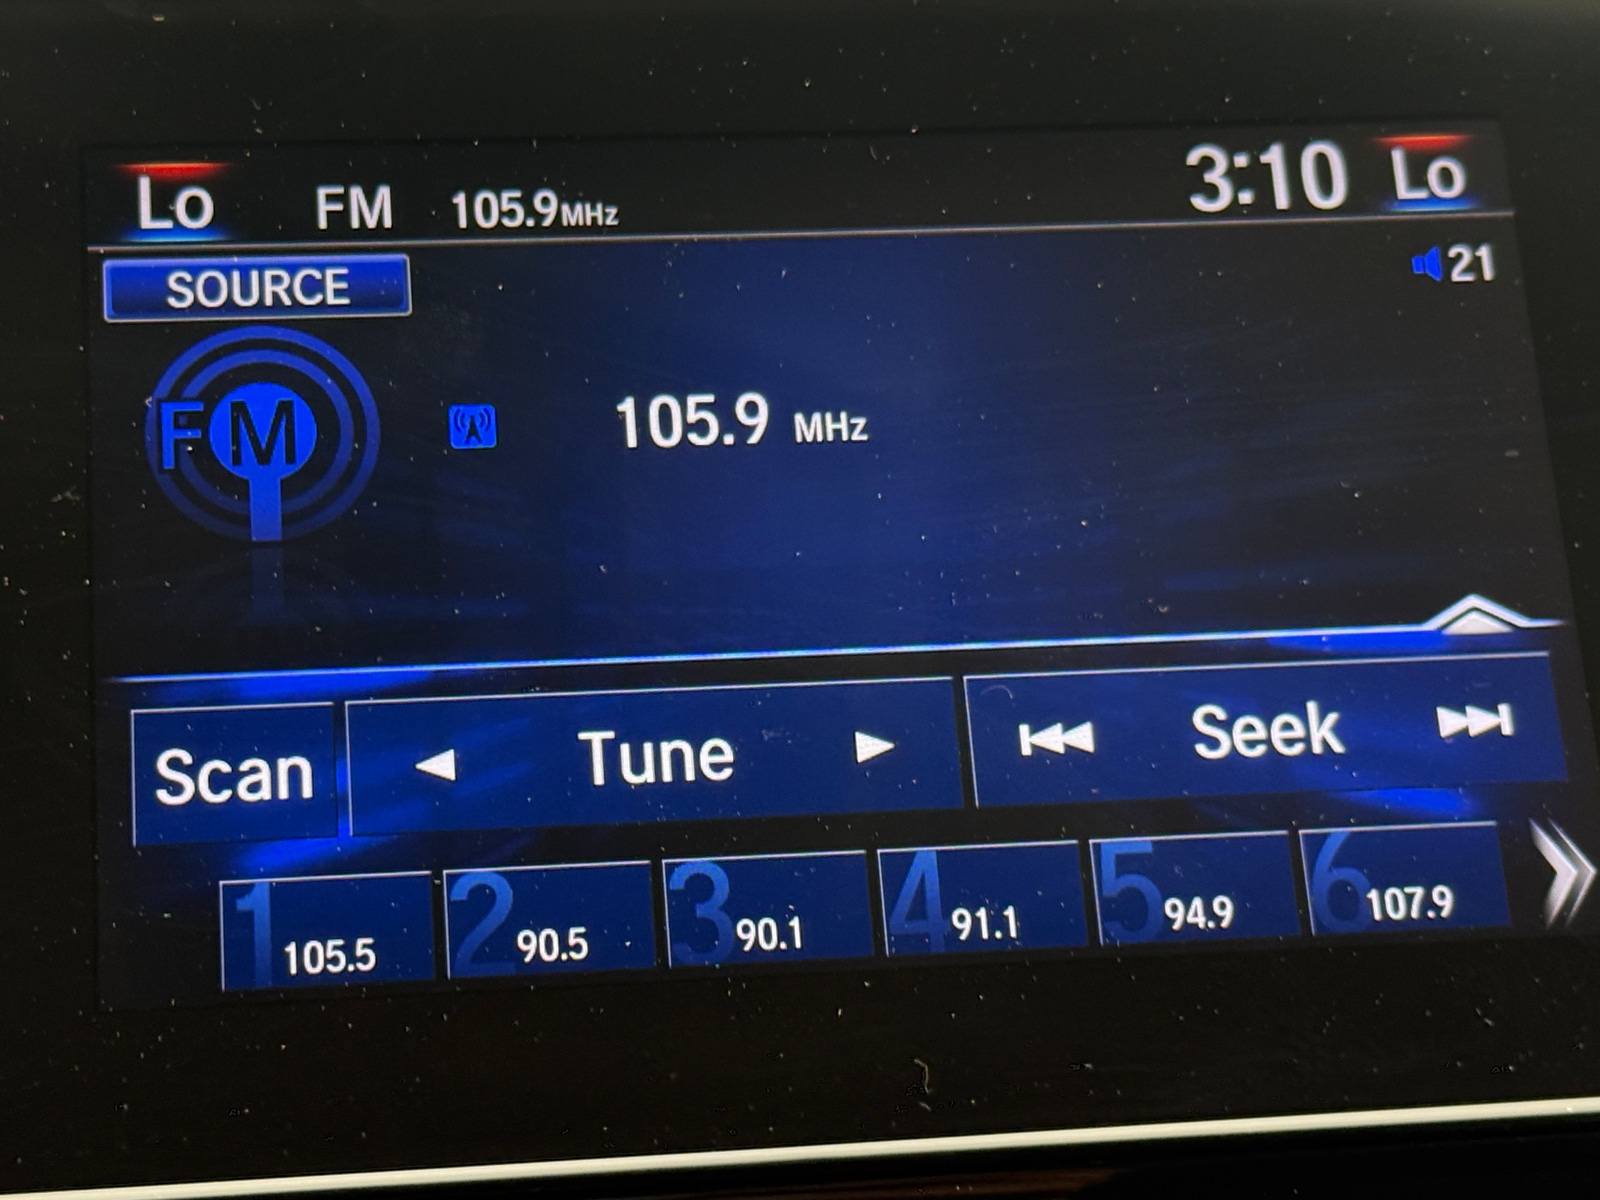 Lo FM 105.9MHz 3:10 Lo
SOURCE 21
FM 105.9 MHz
Scan Tune Seek
1 105.5 2 90.5 3 90.1 4 91.1 5 94.9 6 107.9